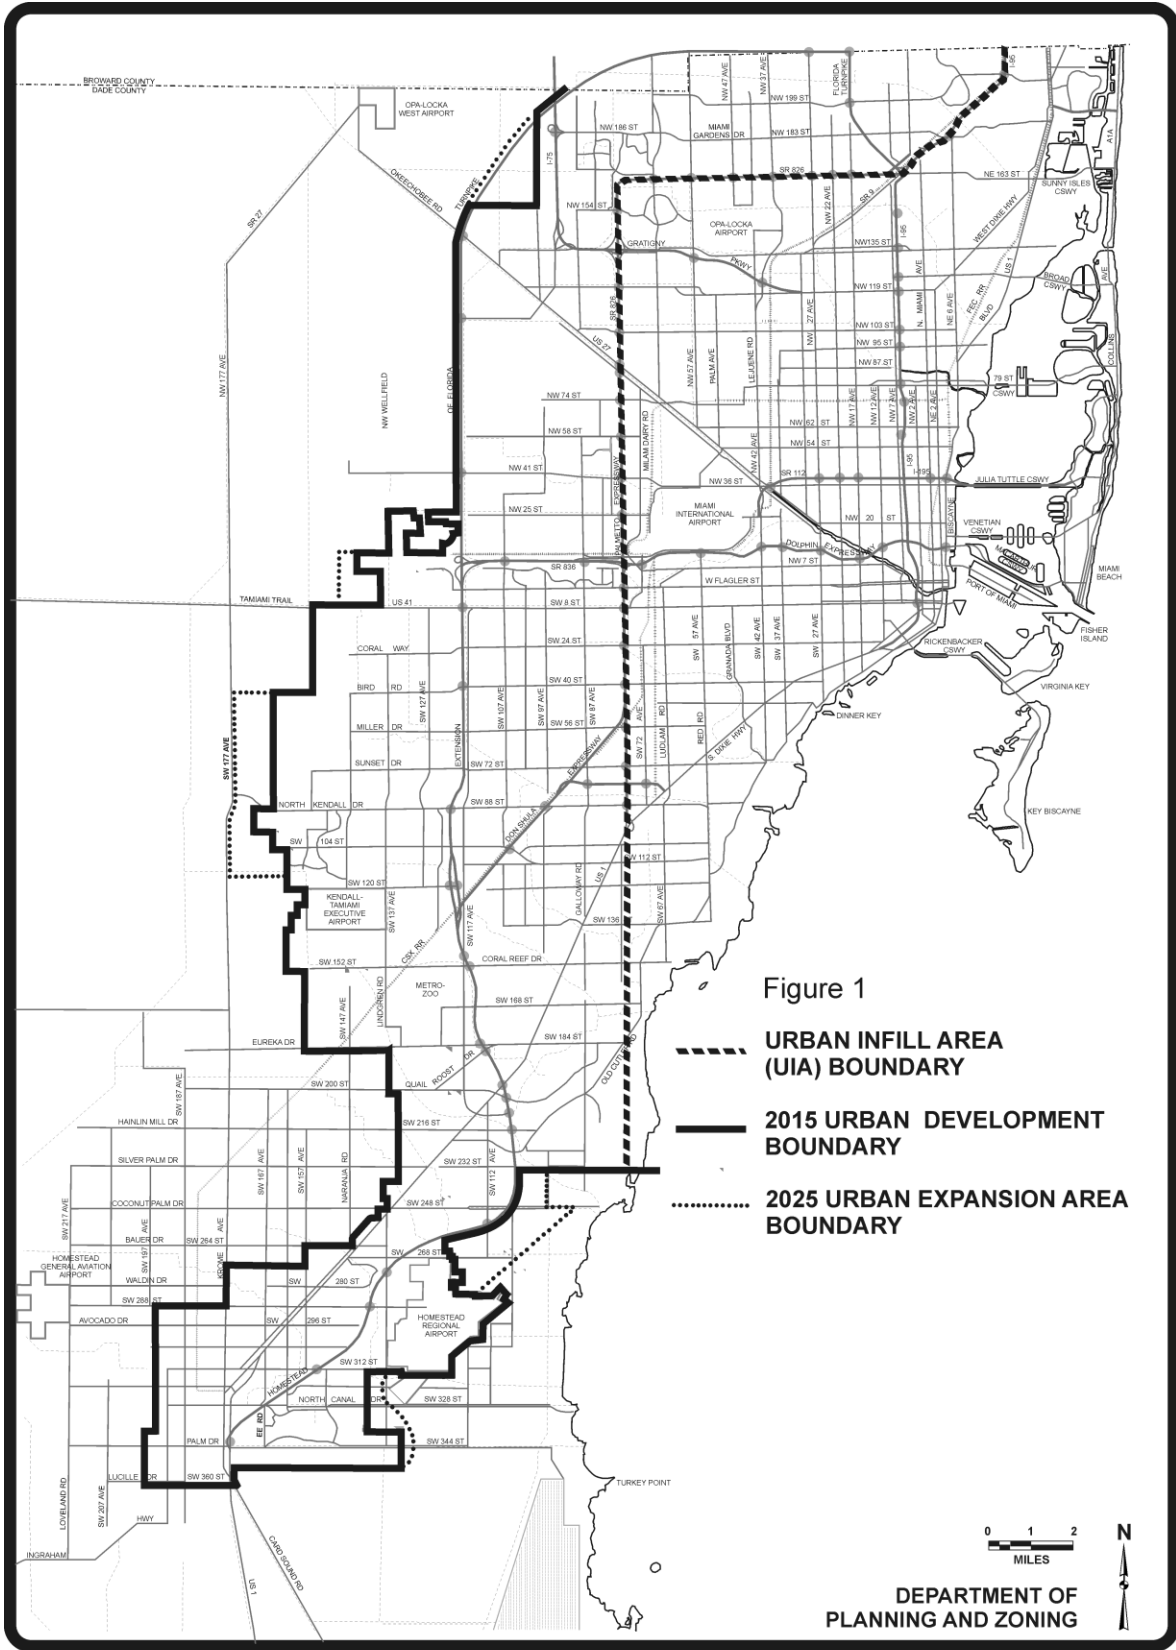 BROWARD COUNTY
DADE COUNTY
OPA-LOCKA
WEST AIRPORT
OKEECHOBEE RD
TURNPIKE
SR 27
I-75
NW 186 ST
MIAMI
GARDENS DR
NW 183 ST
NW 47 AVE
NW 37 AVE
NW 199 ST
FLORIDA
TURNPIKE
I-95
A1A
SR 826
NE 163 ST
SUNNY ISLES
CSWY
NW 154 ST
OPA-LOCKA
AIRPORT
NW 22 AVE
SR 9
I-95
WEST DIXIE HWY
GRATIGNY
PKWY
NW135 ST
US 1
BROAD
CSWY
AVE
NW 119 ST
N. MIAMI
AVE
NE 6 AVE
FEC RR
BLVD
SR 826
27 AVE
NW
NW 103 ST
NW 95 ST
NW 87 ST
COLLINS
US 27
NW 57 AVE
PALM AVE
LEJUENE RD
NW 177 AVE
NW WELLFIELD
OF FLORIDA
79 ST
CSWY
NW 74 ST
NW 17 AVE
NW 12 AVE
NW 7 AVE
NW 2 AVE
NE 2 AVE
NW 58 ST
MILAM DAIRY RD
NW 62 ST
NW 54 ST
NW 42 AVE
NW 41 ST
EXPRESSWAY
NW 36 ST
SR 112
I-95
I-195
JULIA TUTTLE CSWY
NW 25 ST
MIAMI
INTERNATIONAL
AIRPORT
NW 20 ST
BISCAYNE
VENETIAN
CSWY
PALMETTO
DOLPHIN EXPRESSWAY
NW 7 ST
MACARTHUR
CSWY
MIAMI
BEACH
SR 836
W FLAGLER ST
PORT OF MIAMI
TAMIAMI TRAIL
US 41
SW 8 ST
FISHER
ISLAND
SW 24 ST
SW 57 AVE
GRANADA BLVD
SW 42 AVE
SW 37 AVE
SW 27 AVE
RICKENBACKER
CSWY
CORAL WAY
BIRD RD
SW 40 ST
VIRGINIA KEY
SW 127 AVE
SW 107 AVE
SW 97 AVE
SW 87 AVE
SW 72 AVE
LUDLAM RD
RED RD
DINNER KEY
MILLER DR
SW 56 ST
EXTENSION
S. DIXIE HWY
SW 177 AVE
SUNSET DR
SW 72 ST
EXPRESSWAY
NORTH KENDALL DR
SW 88 ST
DON SHULA
KEY BISCAYNE
SW 104 ST
SW 112 ST
SW 120 ST
GALLOWAY RD
US 1
KENDALL-
TAMIAMI
EXECUTIVE
AIRPORT
SW 137 AVE
SW 117 AVE
SW 67 AVE
SW 136
CSX RR
SW 152 ST
CORAL REEF DR
METRO-
ZOO
LINDGREN RD
SW 147 AVE
SW 168 ST
EUREKA DR
SW 184 ST
OLD CUTLER RD
SW 187 AVE
SW 200 ST
QUAIL ROOST DR
HAINLIN MILL DR
SW 216 ST
SILVER PALM DR
SW 232 ST
SW 167 AVE
SW 157 AVE
NARANJA RD
SW 112 AVE
COCONUT PALM DR
SW 248 ST
SW 217 AVE
SW 197 AVE
BAUER DR
SW 264 ST
KROME AVE
SW 268 ST
HOMESTEAD
GENERAL AVIATION
AIRPORT
WALDIN DR
SW 280 ST
SW 288 ST
AVOCADO DR
SW 296 ST
HOMESTEAD
REGIONAL
AIRPORT
SW 312 ST
HOMESTEAD
NORTH CANAL DR
SW 328 ST
EE RD
PALM DR
SW 344 ST
LUCILLE DR
SW 360 ST
TURKEY POINT
LOVELAND RD
SW 207 AVE
HWY
INGRAHAM
CARD SOUND RD
US 1
Figure 1
URBAN INFILL AREA
(UIA) BOUNDARY
2015 URBAN DEVELOPMENT
BOUNDARY
2025 URBAN EXPANSION AREA
BOUNDARY
0 1 2
MILES
N
DEPARTMENT OF
PLANNING AND ZONING